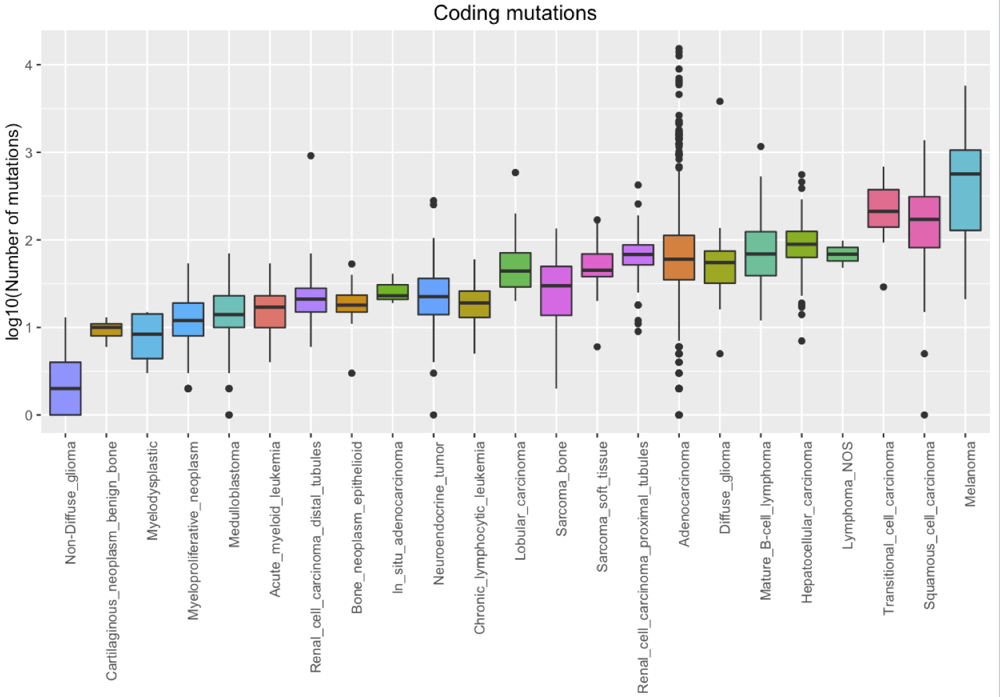 Coding mutations
log10(Number of mutations)
4
3
2
1
0
Non-Diffuse_glioma
Cartilaginous_neoplasm_benign_bone
Myelodysplastic
Myeloproliferative_neoplasm
Medulloblastoma
Acute_myeloid_leukemia
Renal_cell_carcinoma_distal_tubules
Bone_neoplasm_epithelioid
In_situ_adenocarcinoma
Neuroendocrine_tumor
Chronic_lymphocytic_leukemia
Lobular_carcinoma
Sarcoma_bone
Sarcoma_soft_tissue
Renal_cell_carcinoma_proximal_tubules
Adenocarcinoma
Diffuse_glioma
Mature_B-cell_lymphoma
Hepatocellular_carcinoma
Lymphoma_NOS
Transitional_cell_carcinoma
Squamous_cell_carcinoma
Melanoma